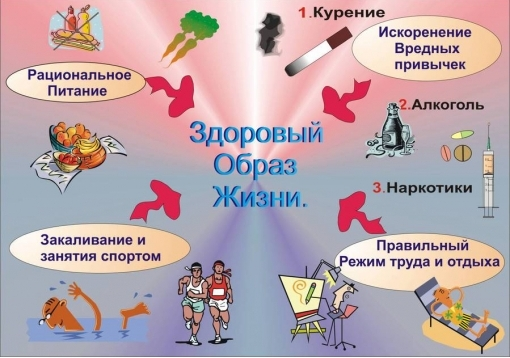 1.Курение
Искоренение
Вредных
привычек
Рациональное
Питание
2.Алкоголь
Здоровый
Образ
Жизни.
3.Наркотики
Закаливание и
занятия спортом
Правильный
Режим труда и отдыха